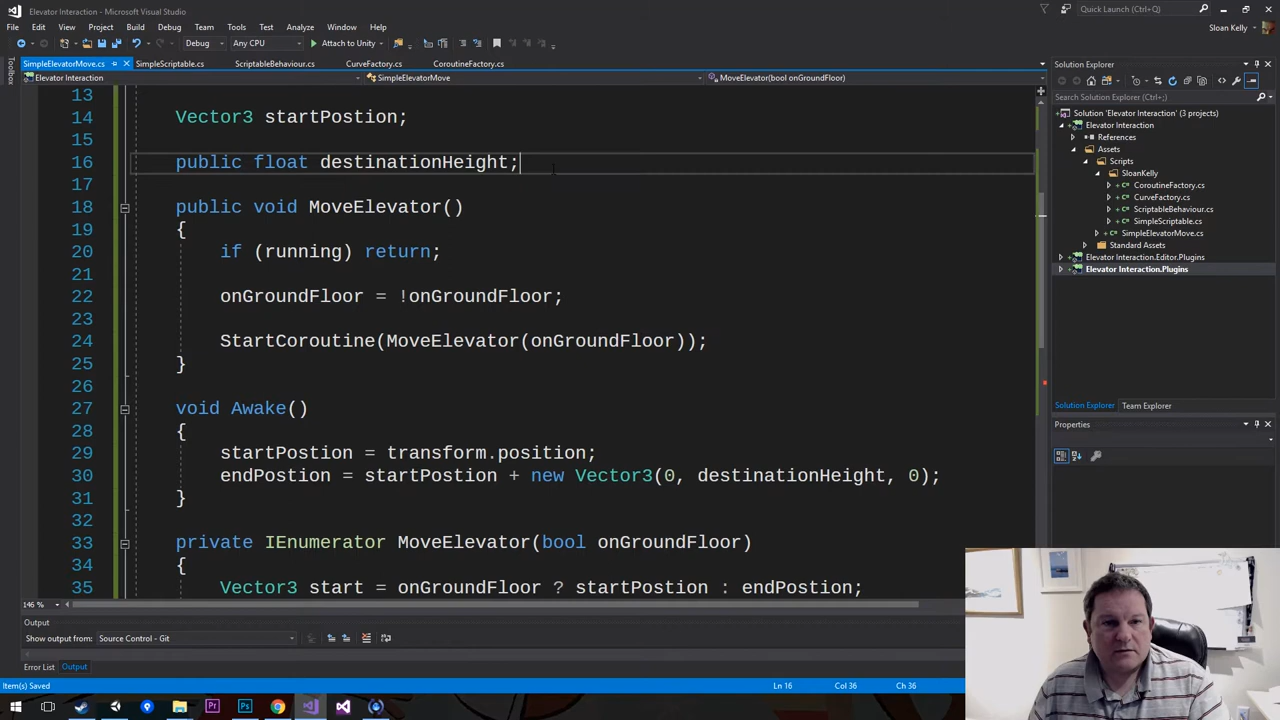 Elevator Interaction - Microsoft Visual Studio
Quick Launch (Ctrl+Q)
File Edit View Project Build Debug Team Tools Test Analyze Window Help
Sloan Kelly
Debug Any CPU Attach to Unity
SimpleElevatorMove.cs SimpleScriptable.cs ScriptableBehaviour.cs CurveFactory.cs CoroutineFactory.cs
Elevator Interaction SimpleElevatorMove MoveElevator(bool onGroundFloor)
Toolbox
13
14 Vector3 startPostion;
15
16 public float destinationHeight;
17
18 public void MoveElevator()
19 {
20 if (running) return;
21
22 onGroundFloor = !onGroundFloor;
23
24 StartCoroutine(MoveElevator(onGroundFloor));
25 }
26
27 void Awake()
28 {
29 startPostion = transform.position;
30 endPostion = startPostion + new Vector3(0, destinationHeight, 0);
31 }
32
33 private IEnumerator MoveElevator(bool onGroundFloor)
34 {
35 Vector3 start = onGroundFloor ? startPostion : endPostion;
146 %
Output
Show output from: Source Control - Git
Error List Output
Item(s) Saved
Ln 16 Col 36 Ch 36
Solution Explorer
Search Solution Explorer (Ctrl+;)
Solution 'Elevator Interaction' (3 projects)
Elevator Interaction
References
Assets
Scripts
SloanKelly
CoroutineFactory.cs
CurveFactory.cs
ScriptableBehaviour.cs
SimpleScriptable.cs
SimpleElevatorMove.cs
Standard Assets
Elevator Interaction.Editor.Plugins
Elevator Interaction.Plugins
Solution Explorer Team Explorer
Properties